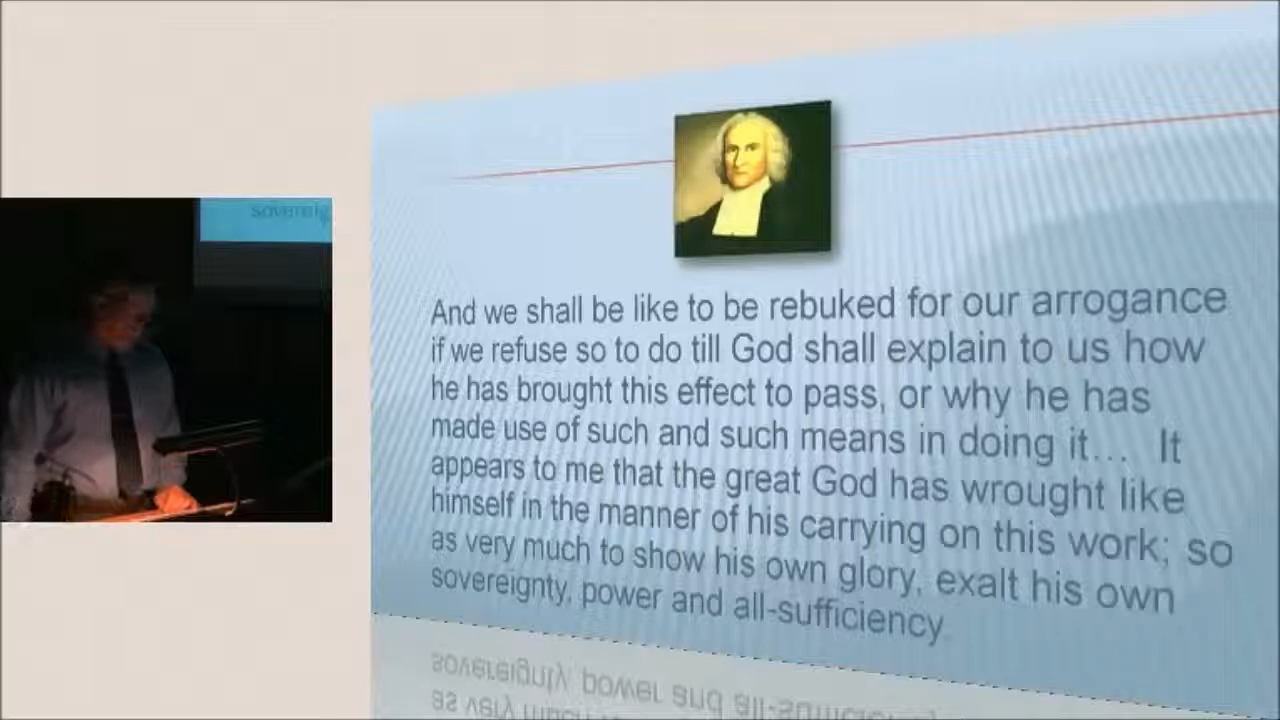 sovereig
And we shall be like to be rebuked for our arrogance
if we refuse so to do till God shall explain to us how
he has brought this effect to pass, or why he has
made use of such and such means in doing it... It
appears to me that the great God has wrought like
himself in the manner of his carrying on this work; so
as very much to show his own glory, exalt his own
sovereignty, power and all-sufficiency